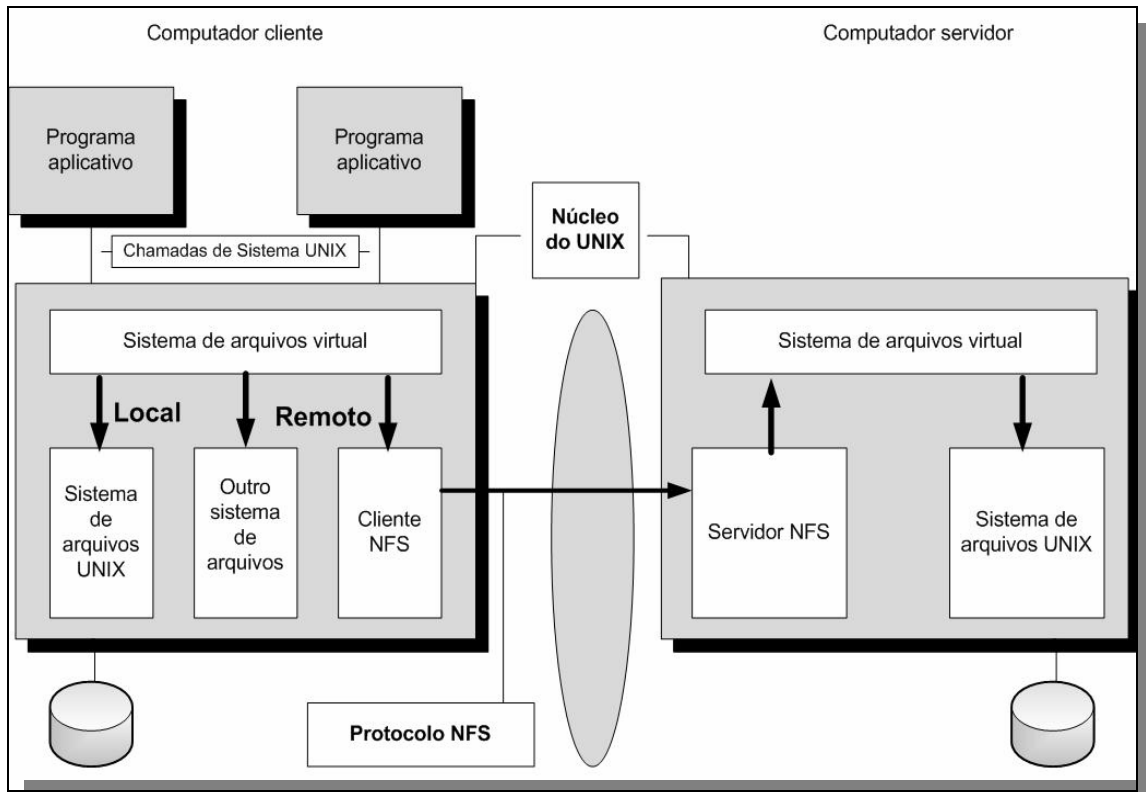 Computador cliente
Computador servidor
Programa
aplicativo
Programa
aplicativo
Núcleo
do UNIX
Chamadas de Sistema UNIX
Sistema de arquivos virtual
Sistema de arquivos virtual
Local
Remoto
Sistema
de
arquivos
UNIX
Outro
sistema
de
arquivos
Cliente
NFS
Servidor NFS
Sistema de
arquivos UNIX
Protocolo NFS